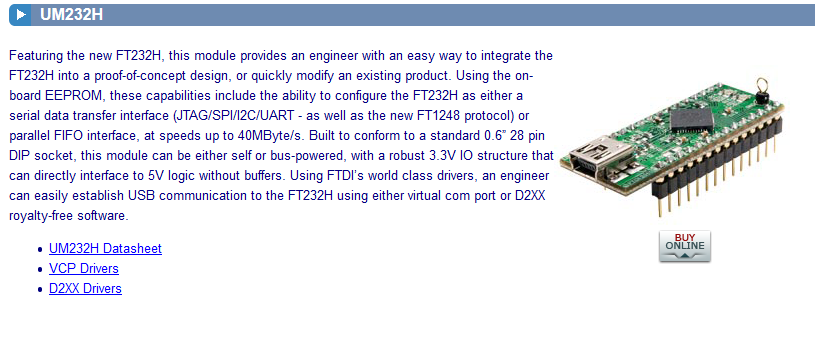 UM232H
Featuring the new FT232H, this module provides an engineer with an easy way to integrate the
FT232H into a proof-of-concept design, or quickly modify an existing product. Using the on-
board EEPROM, these capabilities include the ability to configure the FT232H as either a
serial data transfer interface (JTAG/SPI/I2C/UART - as well as the new FT1248 protocol) or
parallel FIFO interface, at speeds up to 40MByte/s. Built to conform to a standard 0.6” 28 pin
DIP socket, this module can be either self or bus-powered, with a robust 3.3V IO structure that
can directly interface to 5V logic without buffers. Using FTDI’s world class drivers, an engineer
can easily establish USB communication to the FT232H using either virtual com port or D2XX
royalty-free software.
UM232H Datasheet
VCP Drivers
D2XX Drivers
BUY
ONLINE